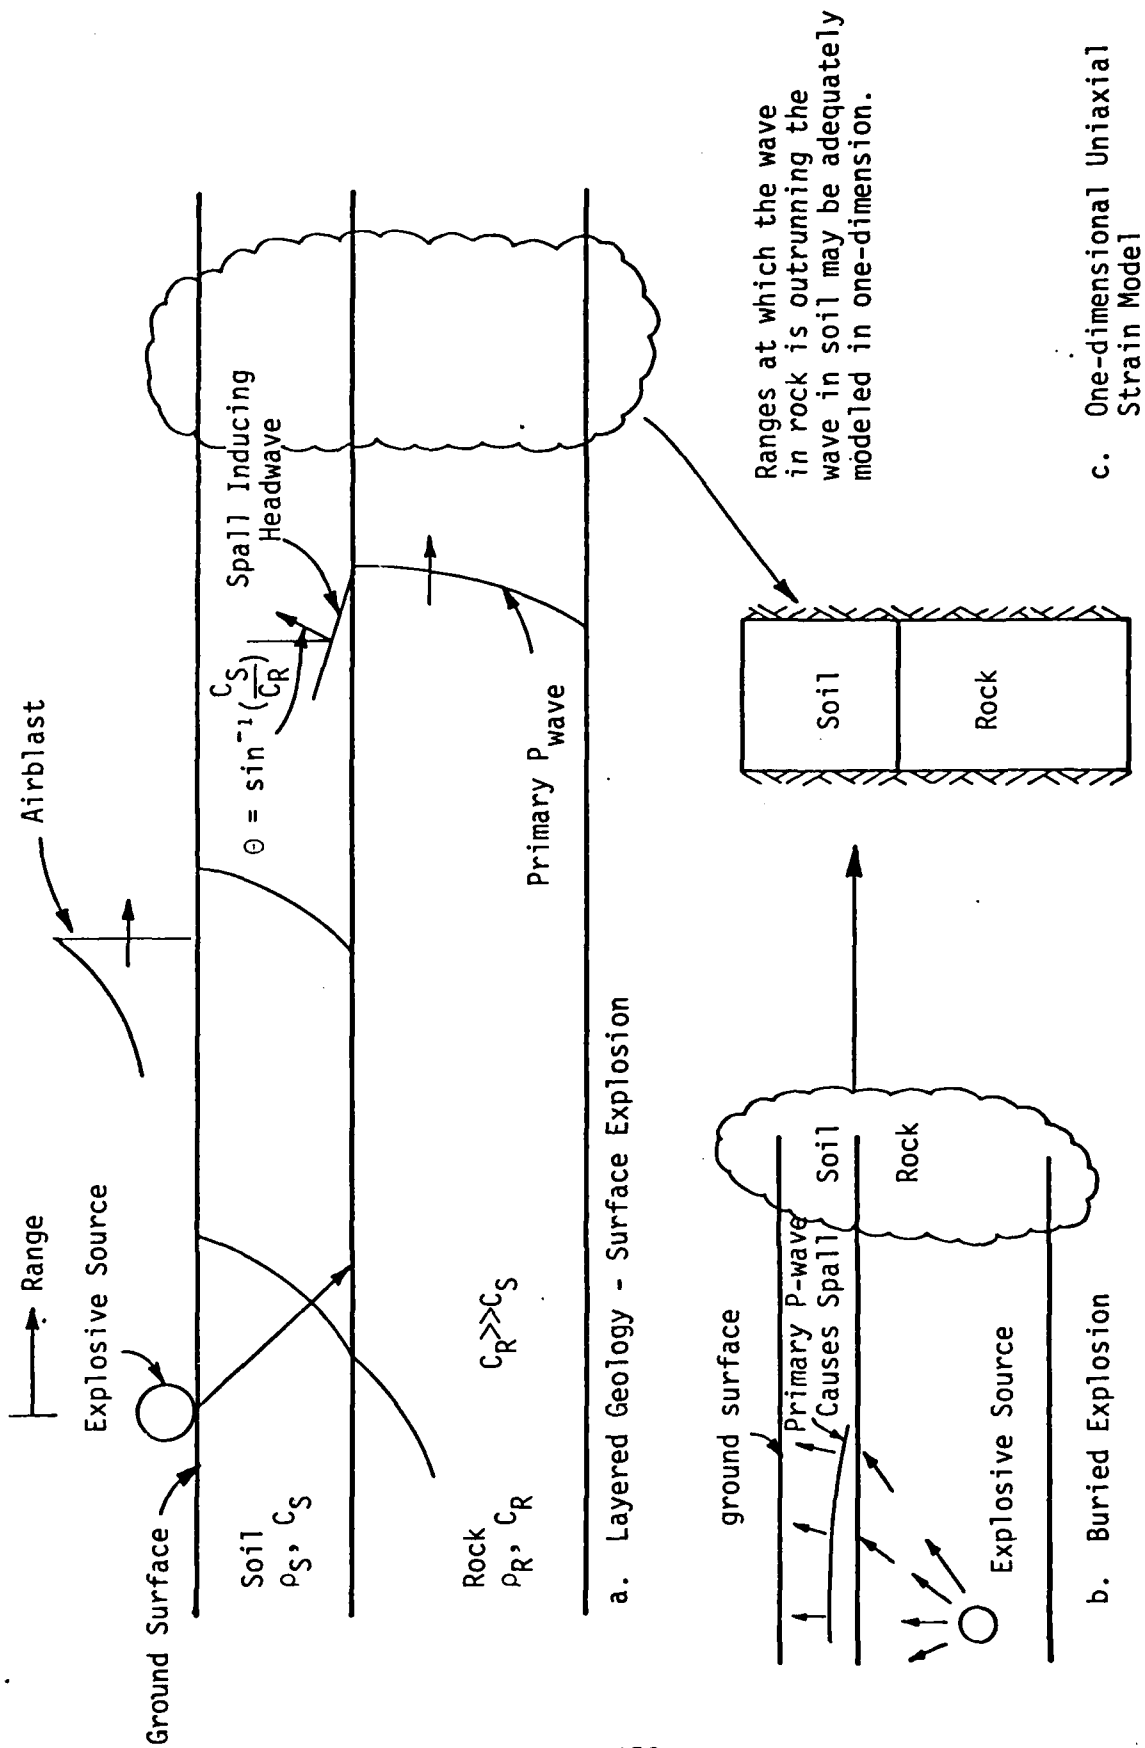 Range
Explosive Source
Airblast
Ground Surface
Soil
ρS, CS
Θ = sin⁻¹(CS/CR)
Spall Inducing
Headwave
Rock
ρR, CR
CR>>CS
Primary Pwave
a. Layered Geology - Surface Explosion
ground surface
Primary P-wave
Causes Spall
Soil
Rock
Explosive Source
b. Buried Explosion
Soil
Rock
Ranges at which the wave
in rock is outrunning the
wave in soil may be adequately
modeled in one-dimension.
c. One-dimensional Uniaxial
Strain Model